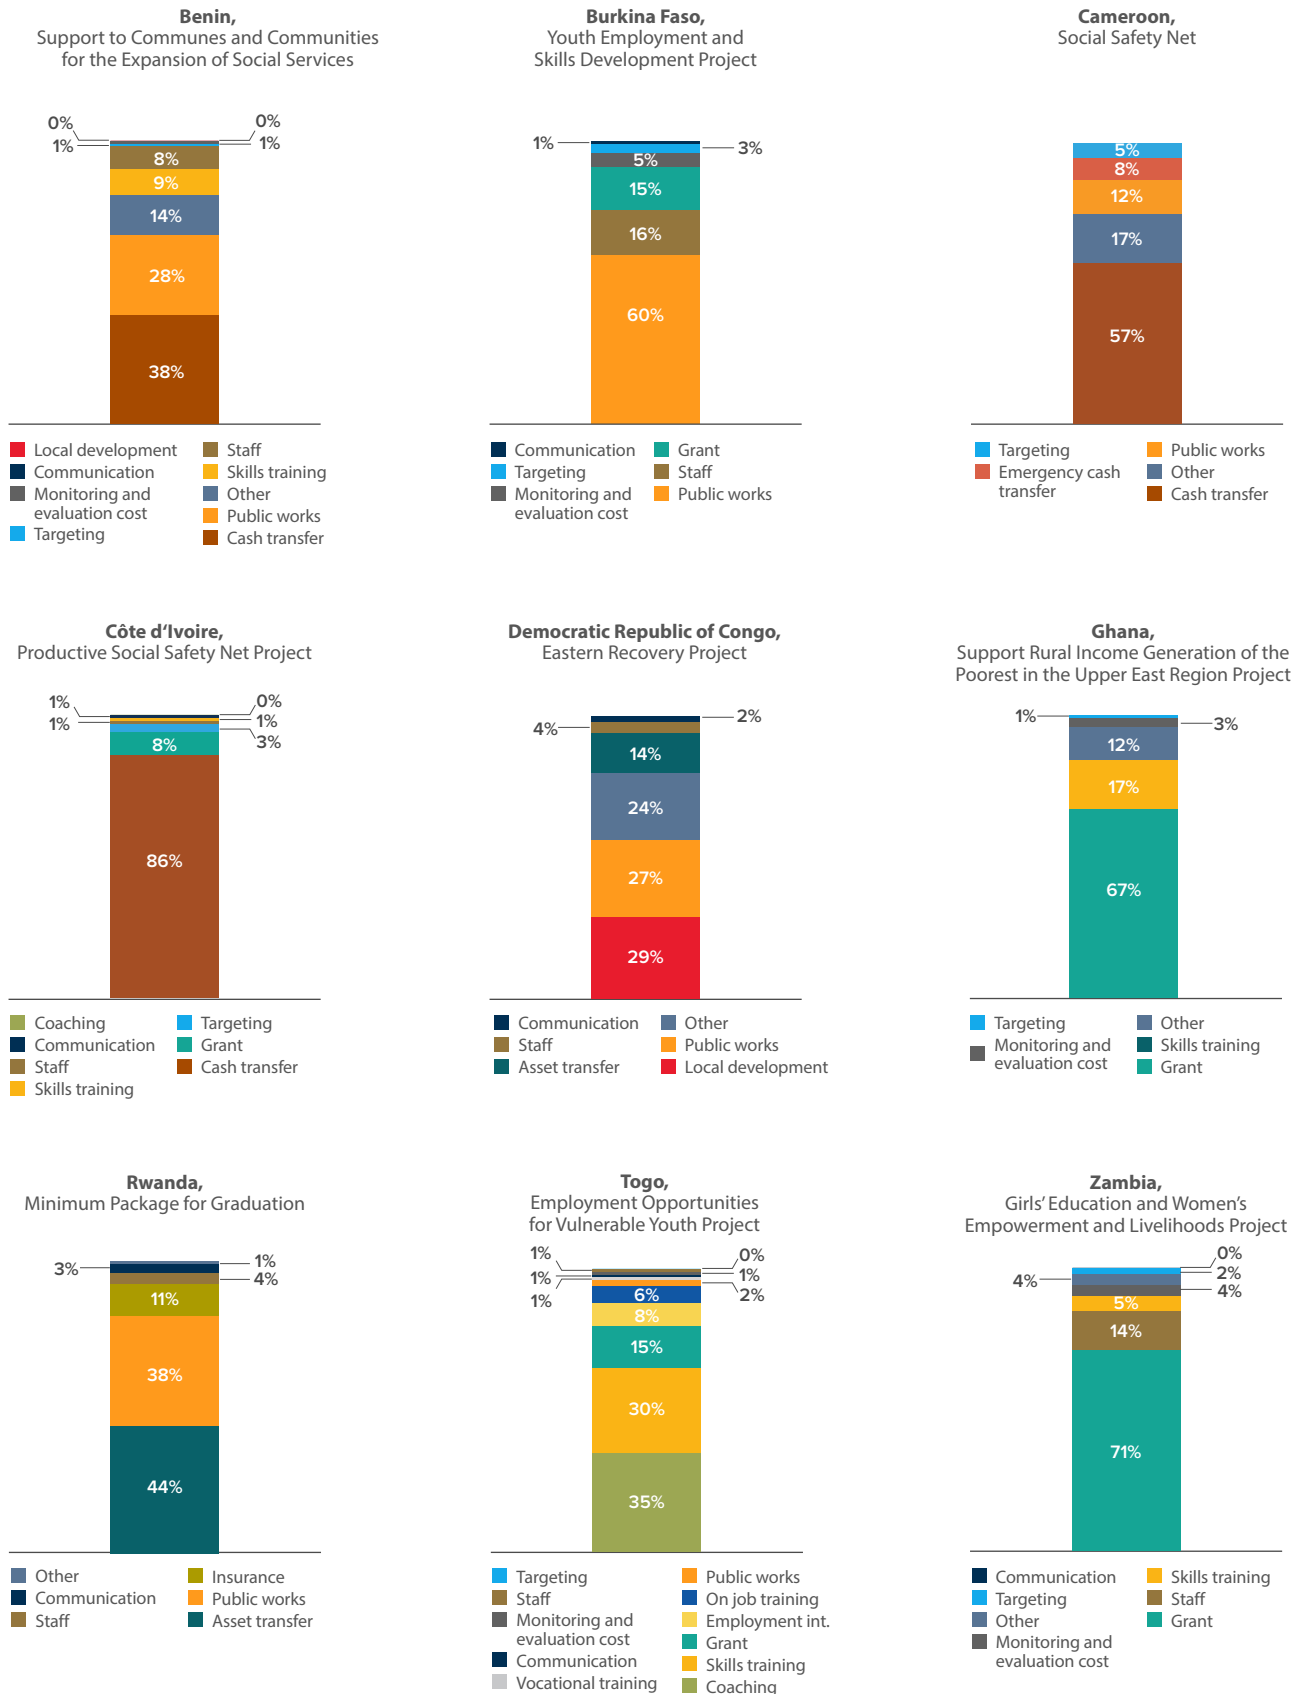 Benin,
Support to Communes and Communities
for the Expansion of Social Services
0%
0%
1%
1%
8%
9%
14%
28%
38%
Local development
Communication
Monitoring and
evaluation cost
Targeting
Staff
Skills training
Other
Public works
Cash transfer
Burkina Faso,
Youth Employment and
Skills Development Project
1%
3%
5%
15%
16%
60%
Communication
Targeting
Monitoring and
evaluation cost
Grant
Staff
Public works
Cameroon,
Social Safety Net
5%
8%
12%
17%
57%
Targeting
Emergency cash
transfer
Public works
Other
Cash transfer
Côte d‘Ivoire,
Productive Social Safety Net Project
1%
0%
1%
1%
3%
8%
86%
Coaching
Communication
Staff
Skills training
Targeting
Grant
Cash transfer
Democratic Republic of Congo,
Eastern Recovery Project
2%
4%
14%
24%
27%
29%
Communication
Staff
Asset transfer
Other
Public works
Local development
Ghana,
Support Rural Income Generation of the
Poorest in the Upper East Region Project
1%
3%
12%
17%
67%
Targeting
Monitoring and
evaluation cost
Other
Skills training
Grant
Rwanda,
Minimum Package for Graduation
1%
3%
4%
11%
38%
44%
Other
Communication
Staff
Insurance
Public works
Asset transfer
Togo,
Employment Opportunities
for Vulnerable Youth Project
1%
0%
1%
1%
1%
2%
6%
8%
15%
30%
35%
Targeting
Staff
Monitoring and
evaluation cost
Communication
Vocational training
Public works
On job training
Employment int.
Grant
Skills training
Coaching
Zambia,
Girls’ Education and Women’s
Empowerment and Livelihoods Project
0%
2%
4%
4%
5%
14%
71%
Communication
Targeting
Other
Monitoring and
evaluation cost
Skills training
Staff
Grant